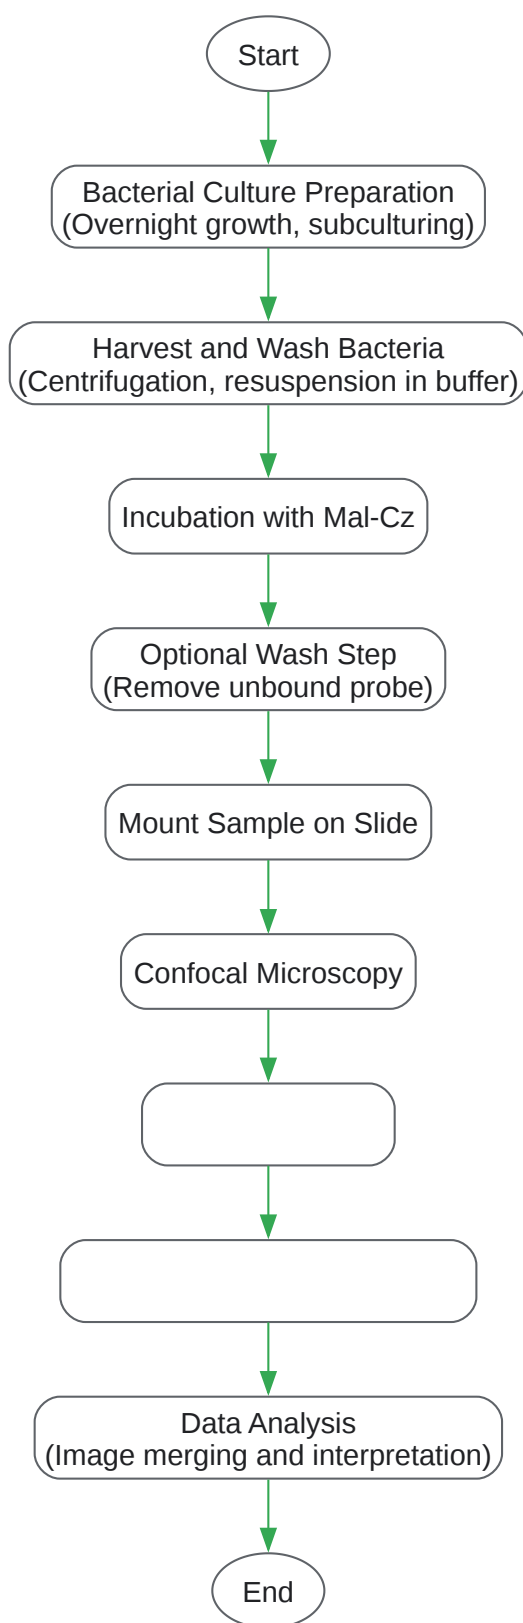 Start
Bacterial Culture Preparation
(Overnight growth, subculturing)
Harvest and Wash Bacteria
(Centrifugation, resuspension in buffer)
Incubation with Mal-Cz
Optional Wash Step
(Remove unbound probe)
Mount Sample on Slide
Confocal Microscopy
Data Analysis
(Image merging and interpretation)
End